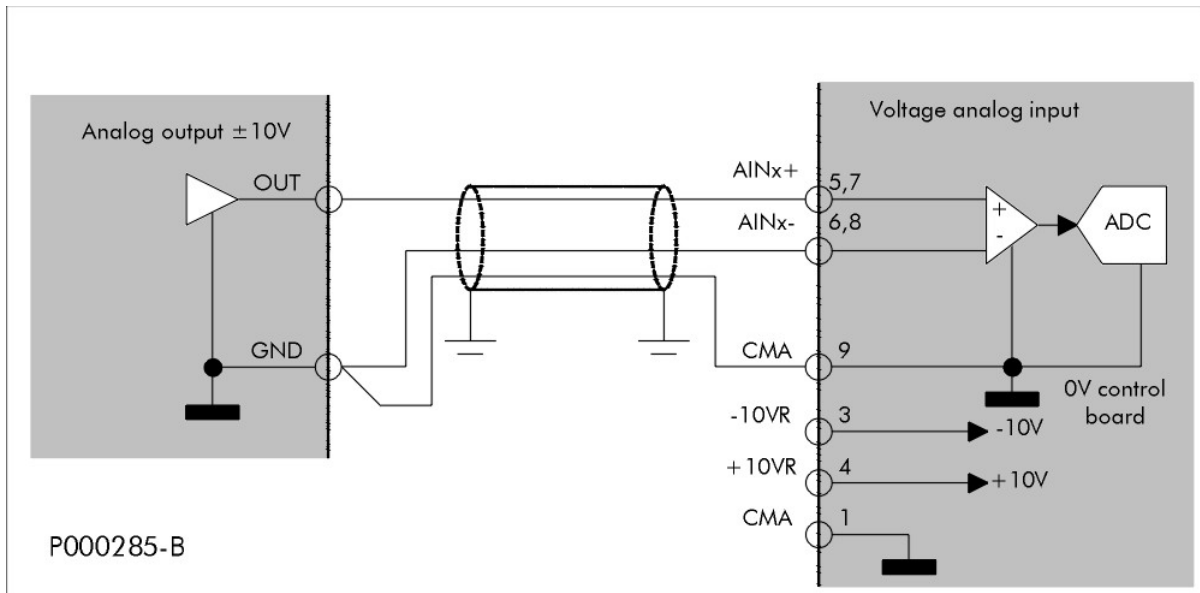 Analog output ±10V
OUT
GND
Voltage analog input
AINx+
5,7
AINx-
6,8
+
-
ADC
CMA
9
0V control
board
-10VR
3
-10V
+10VR
4
+10V
CMA
1
P000285-B